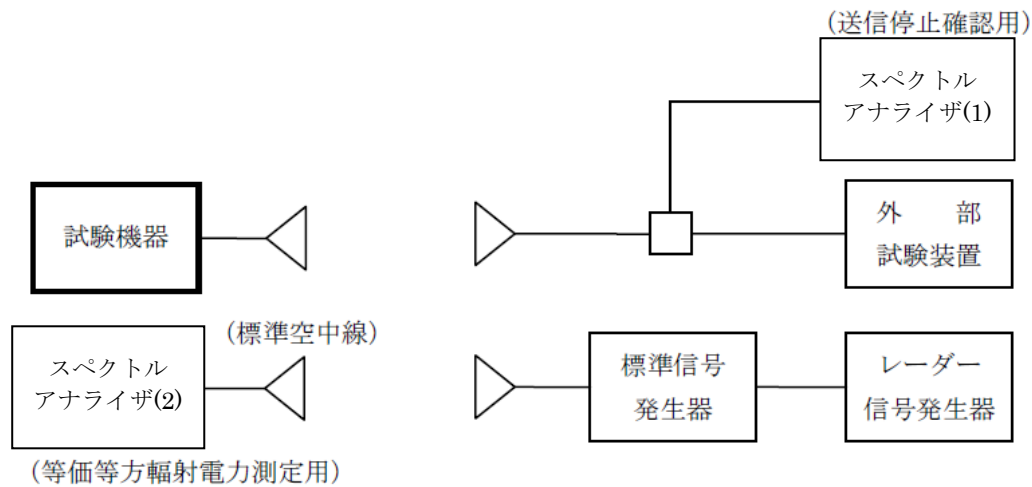 (送信停止確認用)
スペクトル
アナライザ(1)
試験機器
外　部
試験装置
(標準空中線)
スペクトル
アナライザ(2)
標準信号
発生器
レーダー
信号発生器
(等価等方輻射電力測定用)